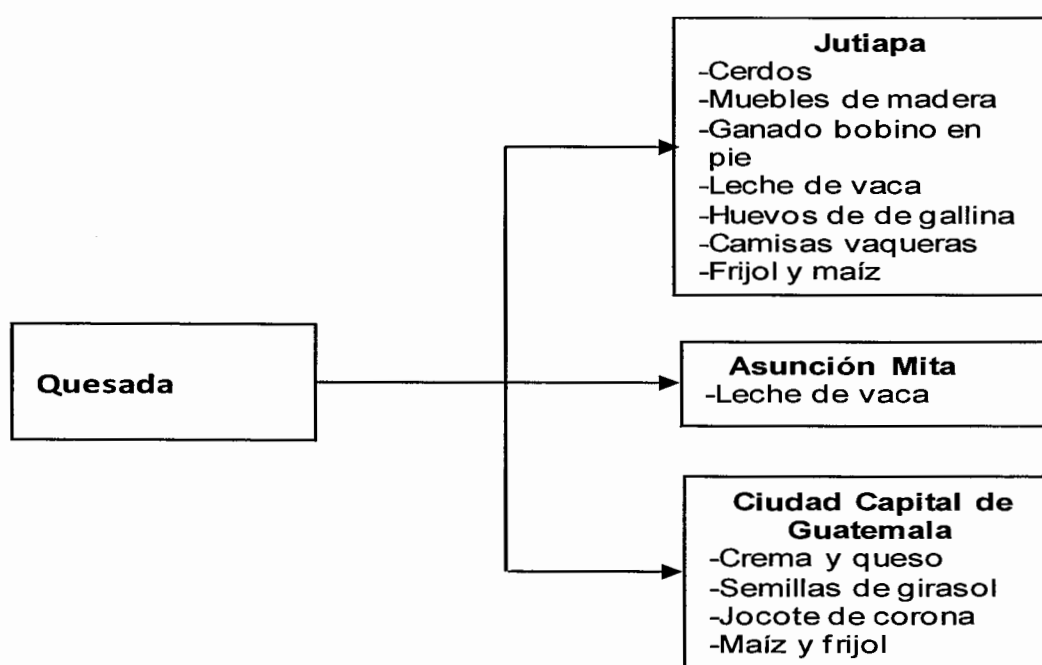 Jutiapa
-Cerdos
-Muebles de madera
-Ganado bobino en
pie
-Leche de vaca
-Huevos de de gallina
-Camisas vaqueras
-Frijol y maíz
Quesada
Asunción Mita
-Leche de vaca
Ciudad Capital de
Guatemala
-Crema y queso
-Semillas de girasol
-Jocote de corona
-Maíz y frijol